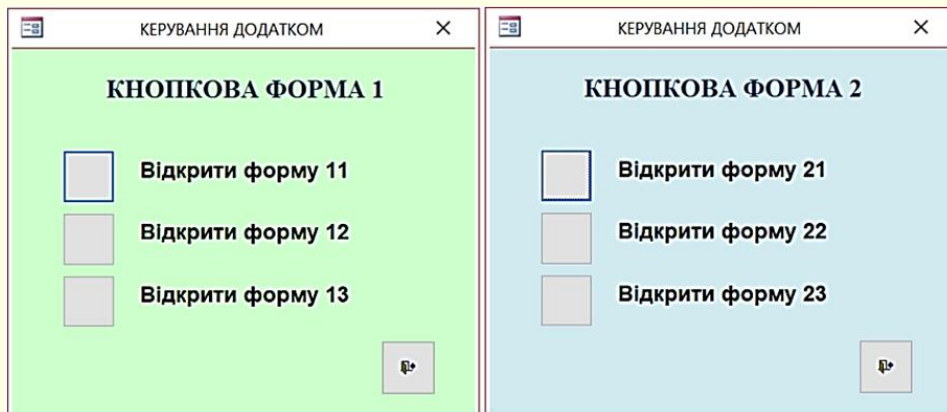 КЕРУВАННЯ ДОДАТКОМ
КНОПКОВА ФОРМА 1
Відкрити форму 11
Відкрити форму 12
Відкрити форму 13
КЕРУВАННЯ ДОДАТКОМ
КНОПКОВА ФОРМА 2
Відкрити форму 21
Відкрити форму 22
Відкрити форму 23